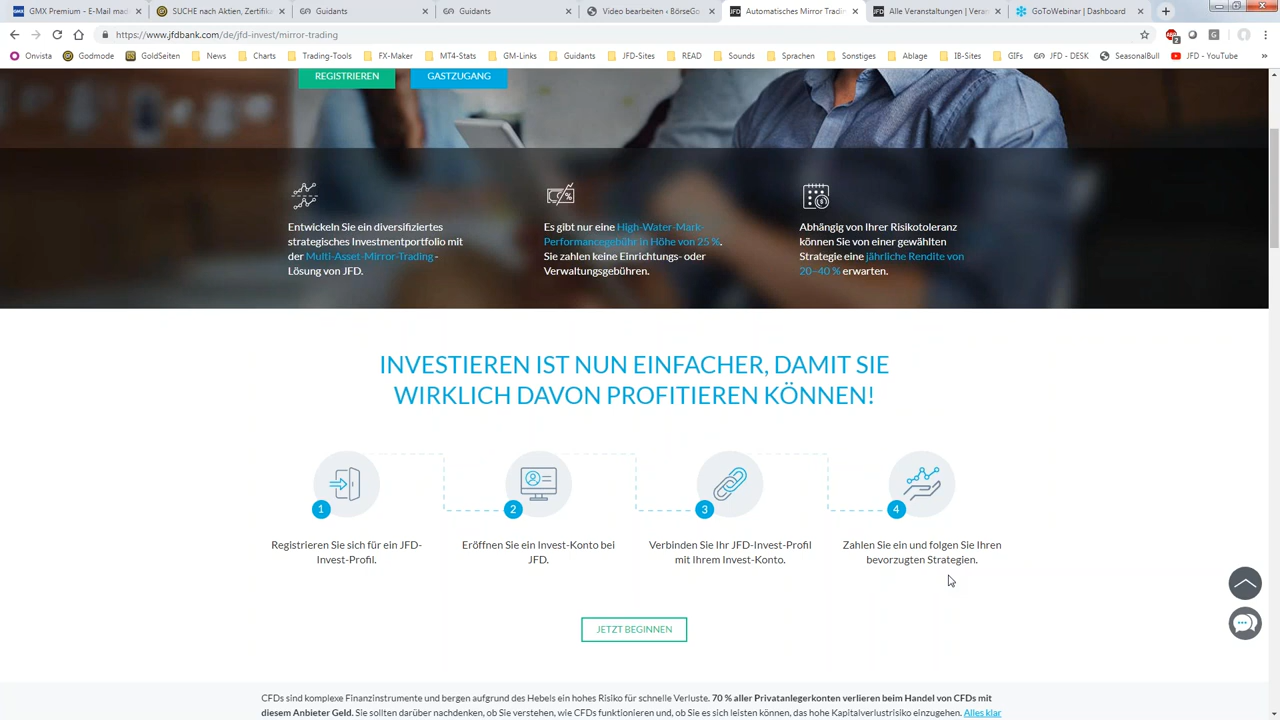 GMX Premium - E-Mail mad
SUCHE nach Aktien, Zertifika
Guidants
Guidants
Video bearbeiten ‹ BörseGo
Automatisches Mirror Tradin
Alle Veranstaltungen | Veran
GoToWebinar | Dashboard
https://www.jfdbank.com/de/jfd-invest/mirror-trading
Onvista Godmode GoldSeiten News Charts Trading-Tools FX-Maker MT4-Stats GM-Links Guidants JFD-Sites READ Sounds Sprachen Sonstiges Ablage IB-Sites GIFs JFD - DESK SeasonalBull JFD - YouTube »
REGISTRIEREN
GASTZUGANG
Entwickeln Sie ein diversifiziertes
strategisches Investmentportfolio mit
der Multi-Asset-Mirror-Trading -
Lösung von JFD.
Es gibt nur eine High-Water-Mark-
Performancegebühr in Höhe von 25 %.
Sie zahlen keine Einrichtungs- oder
Verwaltungsgebühren.
Abhängig von Ihrer Risikotoleranz
können Sie von einer gewählten
Strategie eine jährliche Rendite von
20–40 % erwarten.
INVESTIEREN IST NUN EINFACHER, DAMIT SIE
WIRKLICH DAVON PROFITIEREN KÖNNEN!
1
Registrieren Sie sich für ein JFD-
Invest-Profil.
2
Eröffnen Sie ein Invest-Konto bei
JFD.
3
Verbinden Sie Ihr JFD-Invest-Profil
mit Ihrem Invest-Konto.
4
Zahlen Sie ein und folgen Sie Ihren
bevorzugten Strategien.
JETZT BEGINNEN
CFDs sind komplexe Finanzinstrumente und bergen aufgrund des Hebels ein hohes Risiko für schnelle Verluste. 70 % aller Privatanlegerkonten verlieren beim Handel von CFDs mit
diesem Anbieter Geld. Sie sollten darüber nachdenken, ob Sie verstehen, wie CFDs funktionieren und, ob Sie es sich leisten können, das hohe Kapitalverlustrisiko einzugehen. Alles klar